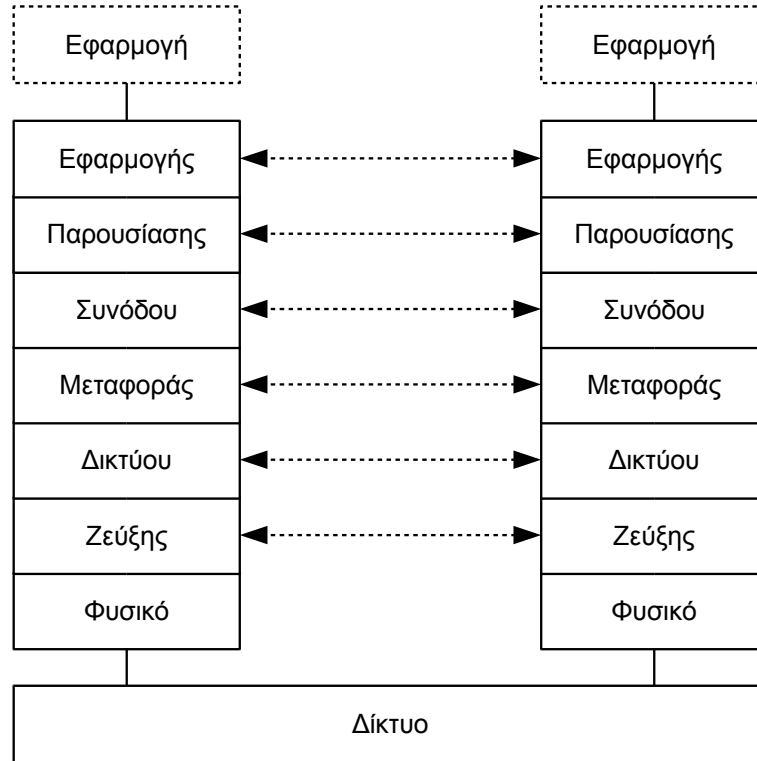 Εφαρμογή
Εφαρμογή
Εφαρμογής
Εφαρμογής
Παρουσίασης
Παρουσίασης
Συνόδου
Συνόδου
Μεταφοράς
Μεταφοράς
Δικτύου
Δικτύου
Ζεύξης
Ζεύξης
Φυσικό
Φυσικό
Δίκτυο